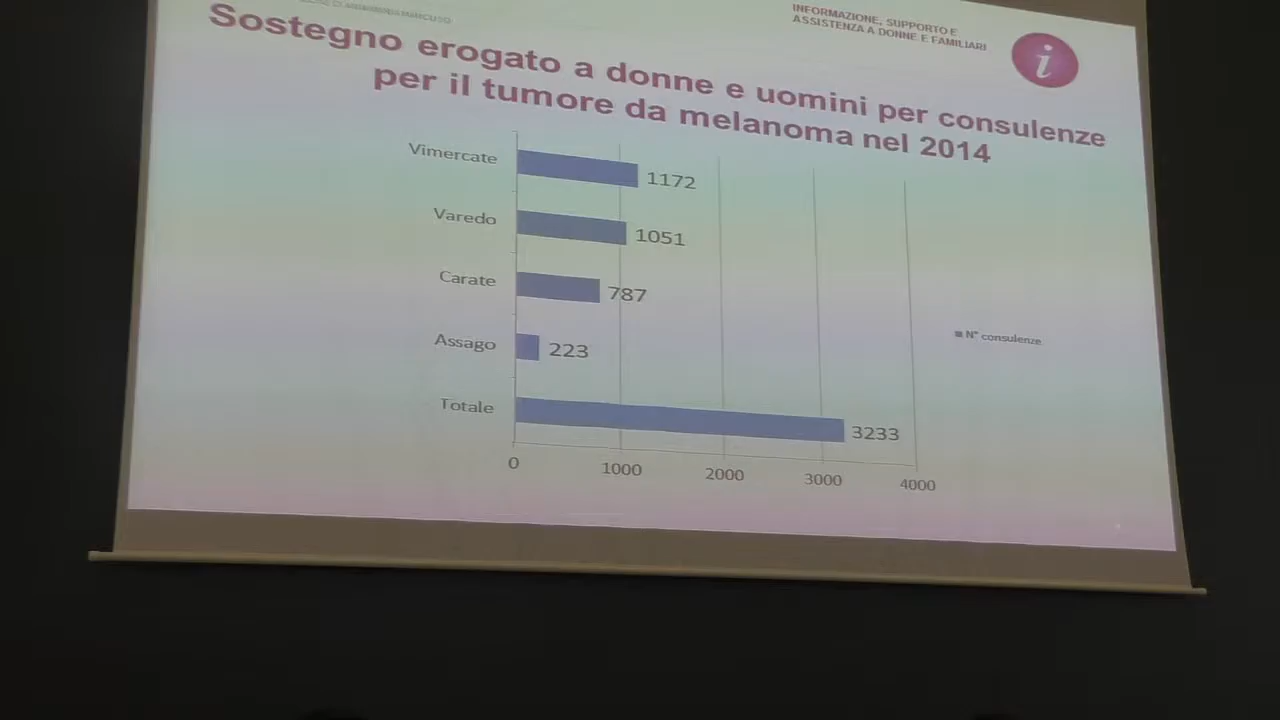 INFORMAZIONE, SUPPORTO E
ASSISTENZA A DONNE E FAMILIARI
i
Sostegno erogato a donne e uomini per consulenze
per il tumore da melanoma nel 2014
Vimercate
1172
Varedo
1051
Carate
787
Assago
223
Totale
3233
N° consulenze
0
1000
2000
3000
4000